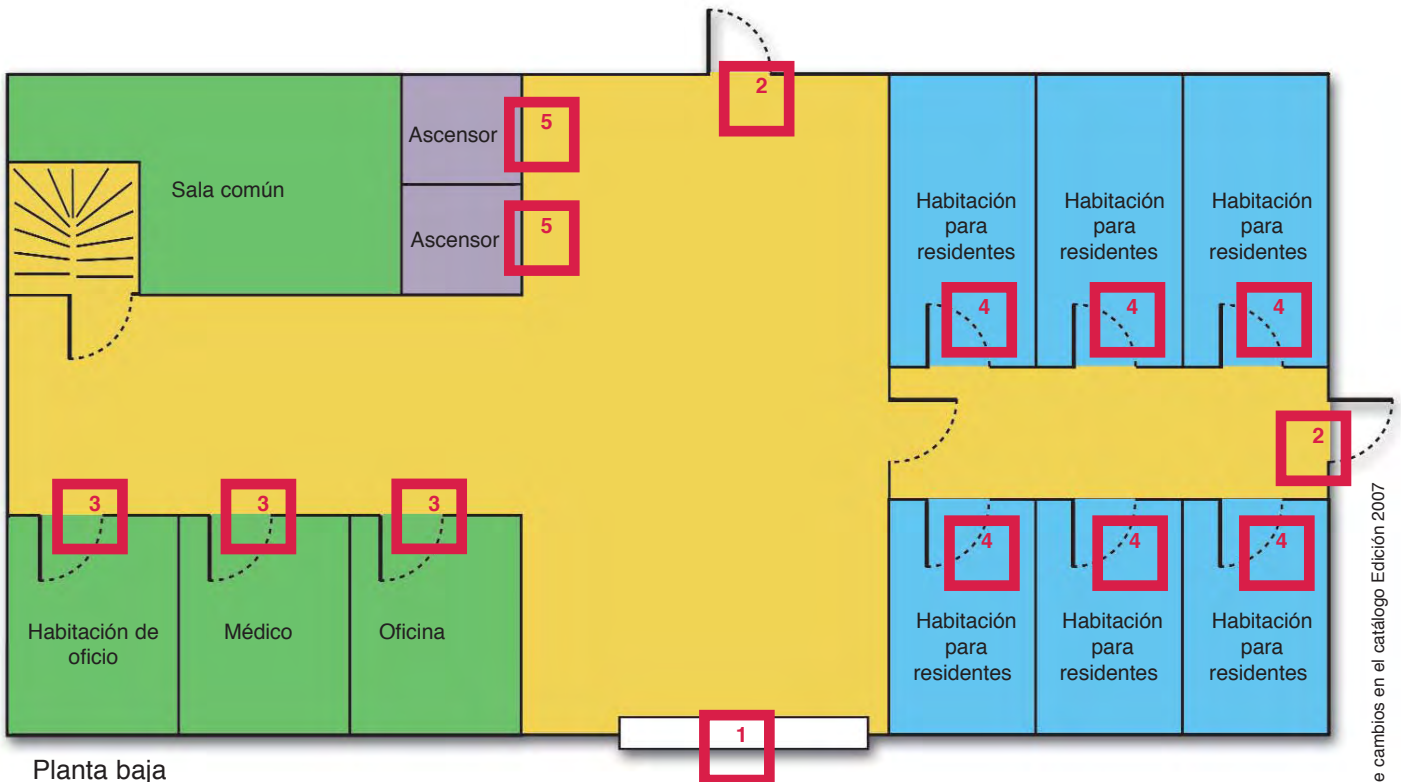 2
Ascensor
5
Sala común
Ascensor
5
Habitación
para
residentes
4
Habitación
para
residentes
4
Habitación
para
residentes
4
2
3
3
3
Habitación de
oficio
Médico
Oficina
4
Habitación
para
residentes
4
Habitación
para
residentes
4
Habitación
para
residentes
1
Planta baja
e cambios en el catálogo Edición 2007